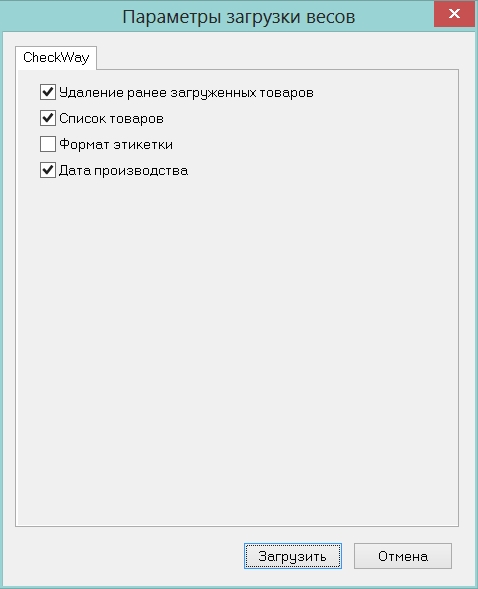 Параметры загрузки весов
CheckWay
Удаление ранее загруженных товаров
Список товаров
Формат этикетки
Дата производства
Загрузить
Отмена